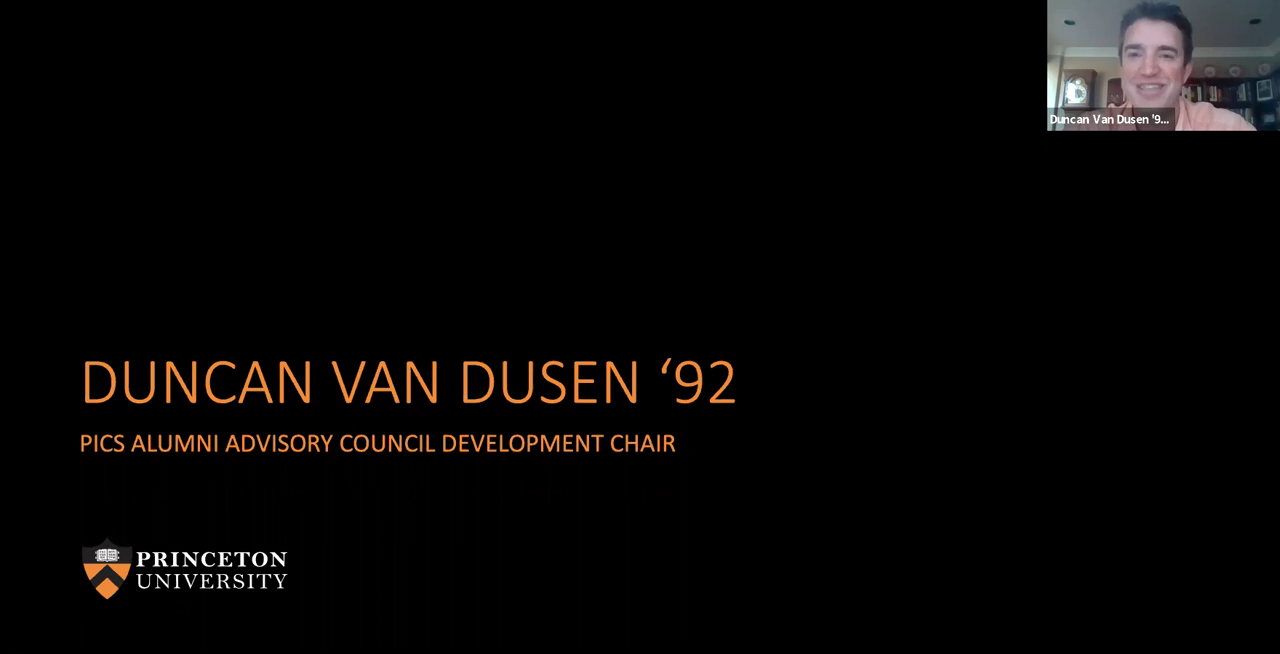 Duncan Van Dusen '9...
DUNCAN VAN DUSEN ‘92
PICS ALUMNI ADVISORY COUNCIL DEVELOPMENT CHAIR
PRINCETON
UNIVERSITY